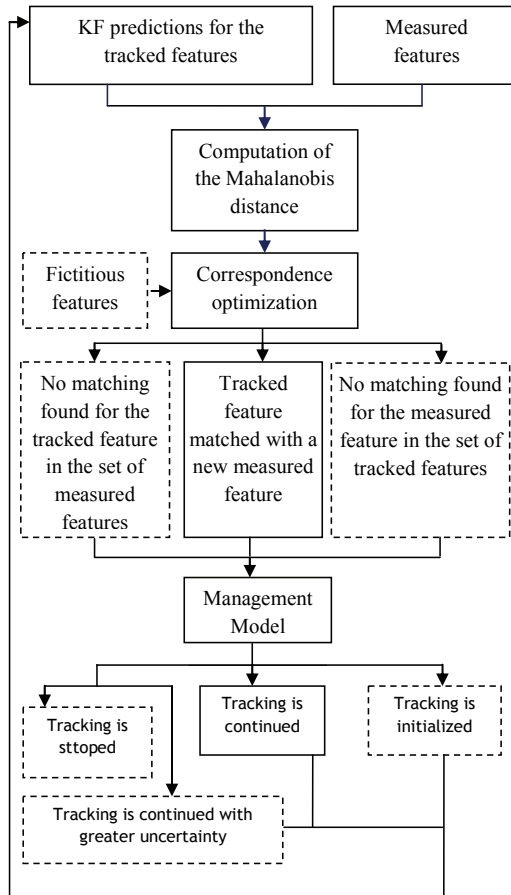 KF predictions for the
tracked features
Measured
features
Computation of
the Mahalanobis
distance
Fictitious
features
Correspondence
optimization
No matching
found for the
tracked feature
in the set of
measured
features
Tracked
feature
matched with a
new measured
feature
No matching found
for the measured
feature in the set of
tracked features
Management
Model
Tracking is
sttoped
Tracking is
continued
Tracking is
initialized
Tracking is continued with
greater uncertainty